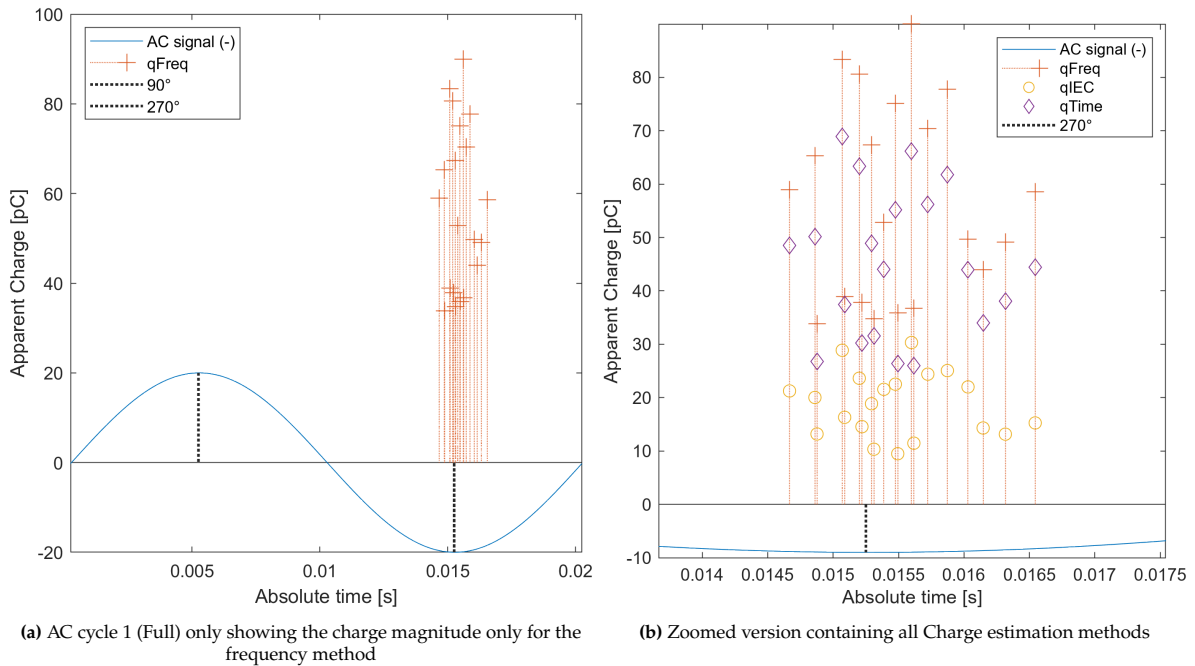 100
80
60
40
20
0
-20
Apparent Charge [pC]
AC signal (-)
qFreq
90°
270°
0.005
0.01
0.015
0.02
Absolute time [s]
(a) AC cycle 1 (Full) only showing the charge magnitude only for the
frequency method
80
70
60
50
40
30
20
10
0
-10
Apparent Charge [pC]
AC signal (-)
qFreq
qIEC
qTime
270°
0.014
0.0145
0.015
0.0155
0.016
0.0165
0.017
0.0175
Absolute time [s]
(b) Zoomed version containing all Charge estimation methods